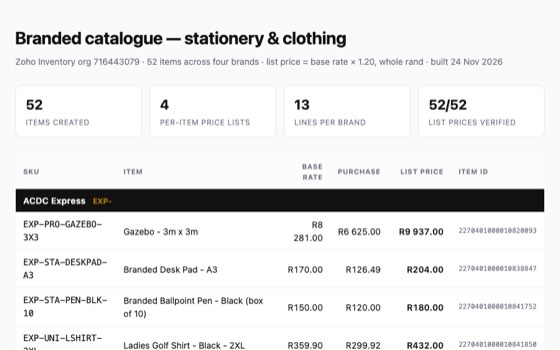 Branded catalogue — stationery & clothing
Zoho Inventory org 716443079 · 52 items across four brands · list price = base rate × 1.20, whole rand · built 24 Nov 2026
52
ITEMS CREATED
4
PER-ITEM PRICE LISTS
13
LINES PER BRAND
52/52
LIST PRICES VERIFIED
SKU ITEM BASE RATE PURCHASE LIST PRICE ITEM ID
ACDC Express EXP-
EXP-PRO-GAZEBO-3X3 Gazebo - 3m x 3m R8 281.00 R6 625.00 R9 937.00 2270401000010820093
EXP-STA-DESKPAD-A3 Branded Desk Pad - A3 R170.00 R126.49 R204.00 2270401000010838847
EXP-STA-PEN-BLK-10 Branded Ballpoint Pen - Black (box of 10) R150.00 R120.00 R180.00 2270401000010841752
EXP-UNI-LSHIRT- Ladies Golf Shirt - Black - 2XL R359.90 R299.92 R432.00 2270401000010841850